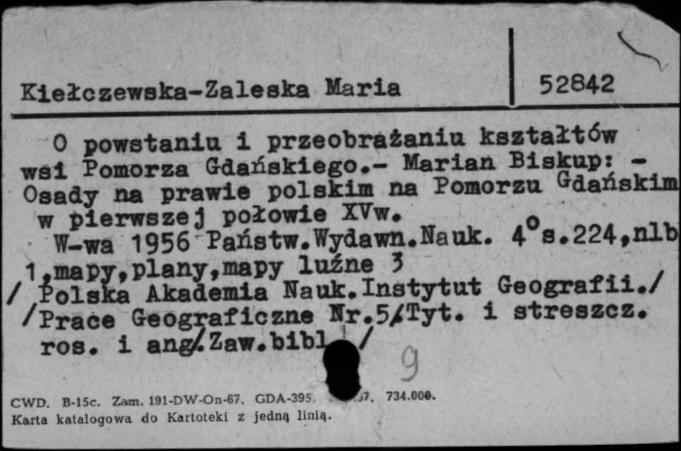 Kiełczewska-Zaleska Maria
52842
O powstaniu i przeobrażaniu kształtów
wsi Pomorza Gdańskiego.- Marian Biskup: -
Osady na prawie polskim na Pomorzu Gdańskim
w pierwszej połowie XVw.
W-wa 1956 Państw.Wydawn.Nauk. 4°s.224,nlb
1,mapy,plany,mapy luźne 3
/ Polska Akademia Nauk.Instytut Geografii./
/Prace Geograficzne Nr.5/Tyt. i streszcz.
ros. i ang.Zaw.bibl /
9
CWD. B-15c. Zam. 191-DW-On-67. GDA-395. 67. 734.000.
Karta katalogowa do Kartoteki z jedną linią.